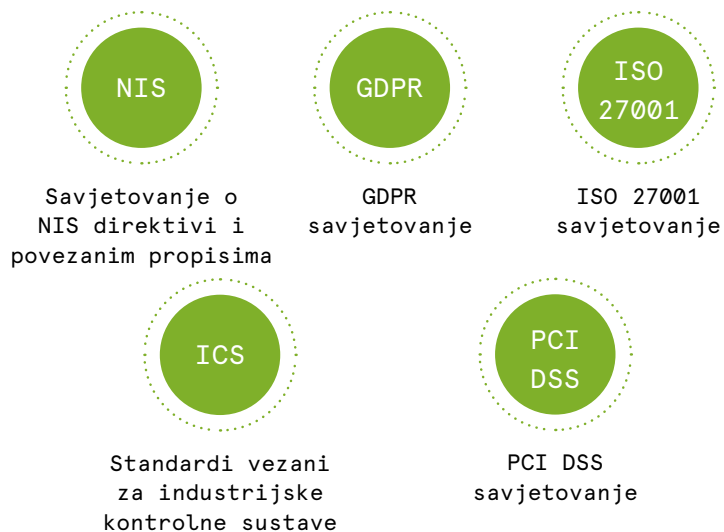 NIS
GDPR
ISO
27001
Savjetovanje o
NIS direktivi i
povezanim propisima
GDPR
savjetovanje
ISO 27001
savjetovanje
ICS
PCI
DSS
Standardi vezani
za industrijske
kontrolne sustave
PCI DSS
savjetovanje